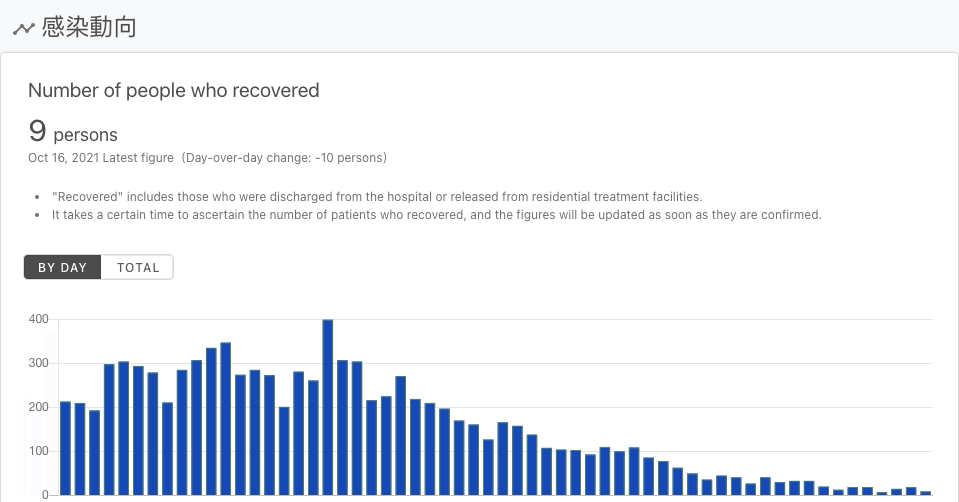 感染動向
Number of people who recovered
9 persons
Oct 16, 2021 Latest figure (Day-over-day change: -10 persons)
• "Recovered" includes those who were discharged from the hospital or released from residential treatment facilities.
• It takes a certain time to ascertain the number of patients who recovered, and the figures will be updated as soon as they are confirmed.
BY DAY TOTAL
400
300
200
100
0